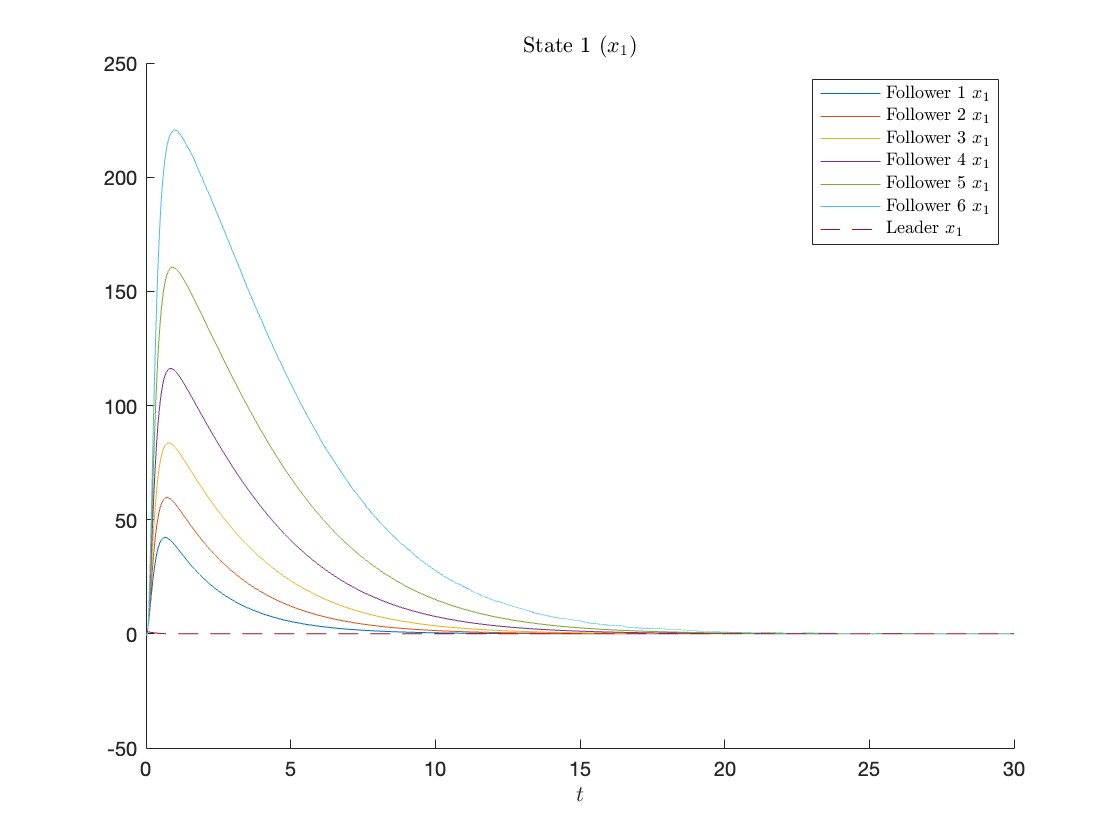 State 1 (x₁)
250
200
150
100
50
0
-50
0 5 10 15 20 25 30
t
Follower 1 x₁
Follower 2 x₁
Follower 3 x₁
Follower 4 x₁
Follower 5 x₁
Follower 6 x₁
Leader x₁